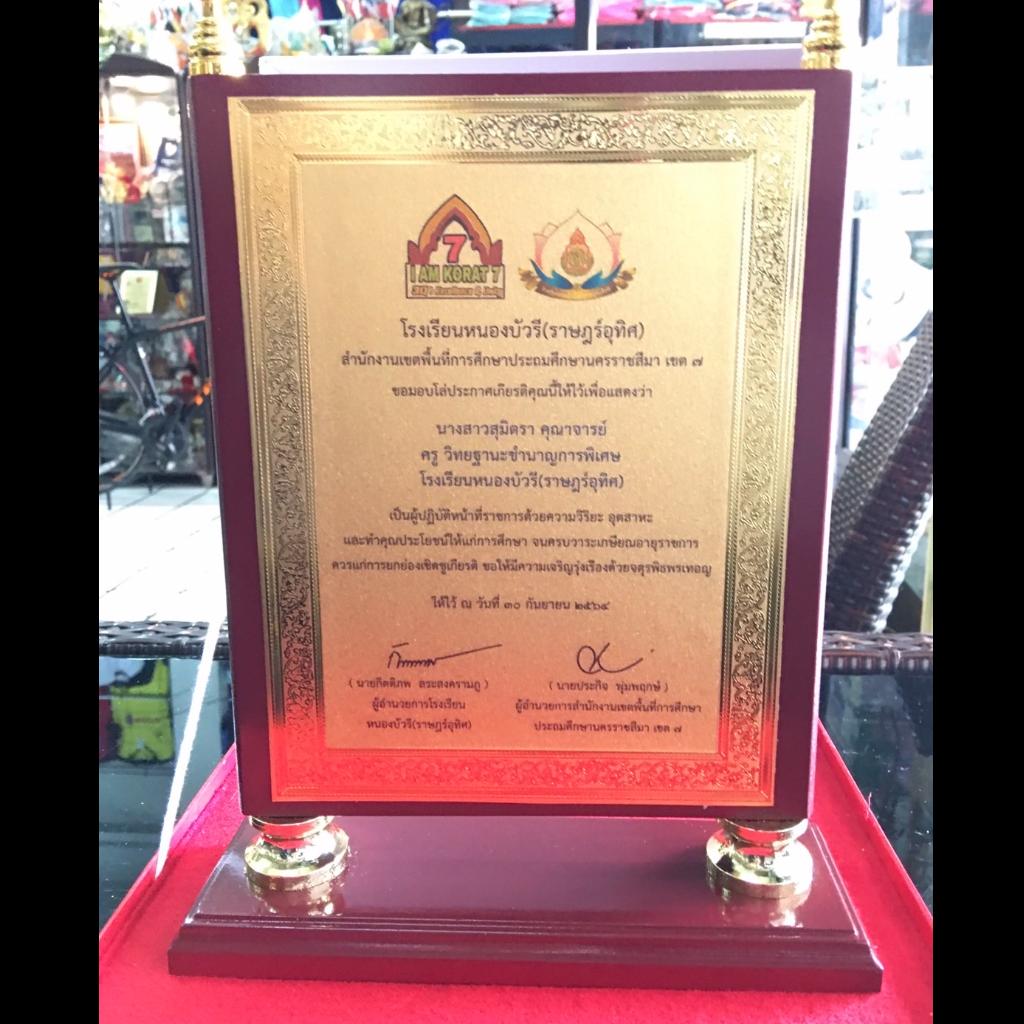 7
I AM KORAT 7
3Q's Excellence & Unity
โรงเรียนหนองบัวรี(ราษฎร์อุทิศ)
สำนักงานเขตพื้นที่การศึกษาประถมศึกษานครราชสีมา เขต ๗
ขอมอบโล่ประกาศเกียรติคุณนี้ให้ไว้เพื่อแสดงว่า
นางสาวสุมิตรา คุณาจารย์
ครู วิทยฐานะชำนาญการพิเศษ
โรงเรียนหนองบัวรี(ราษฎร์อุทิศ)
เป็นผู้ปฏิบัติหน้าที่ราชการด้วยความวิริยะ อุตสาหะ
และทำคุณประโยชน์ให้แก่การศึกษา จนครบวาระเกษียณอายุราชการ
ควรแก่การยกย่องเชิดชูเกียรติ ขอให้มีความเจริญรุ่งเรืองด้วยจตุรพิธพรเทอญ
ให้ไว้ ณ วันที่ ๓๐ กันยายน ๒๕๖๔
( นายกิตติภพ สระสงครามภู ) ( นายประกิจ พุ่มพฤกษ์ )
ผู้อำนวยการโรงเรียน ผู้อำนวยการสำนักงานเขตพื้นที่การศึกษา
หนองบัวรี(ราษฎร์อุทิศ) ประถมศึกษานครราชสีมา เขต ๗